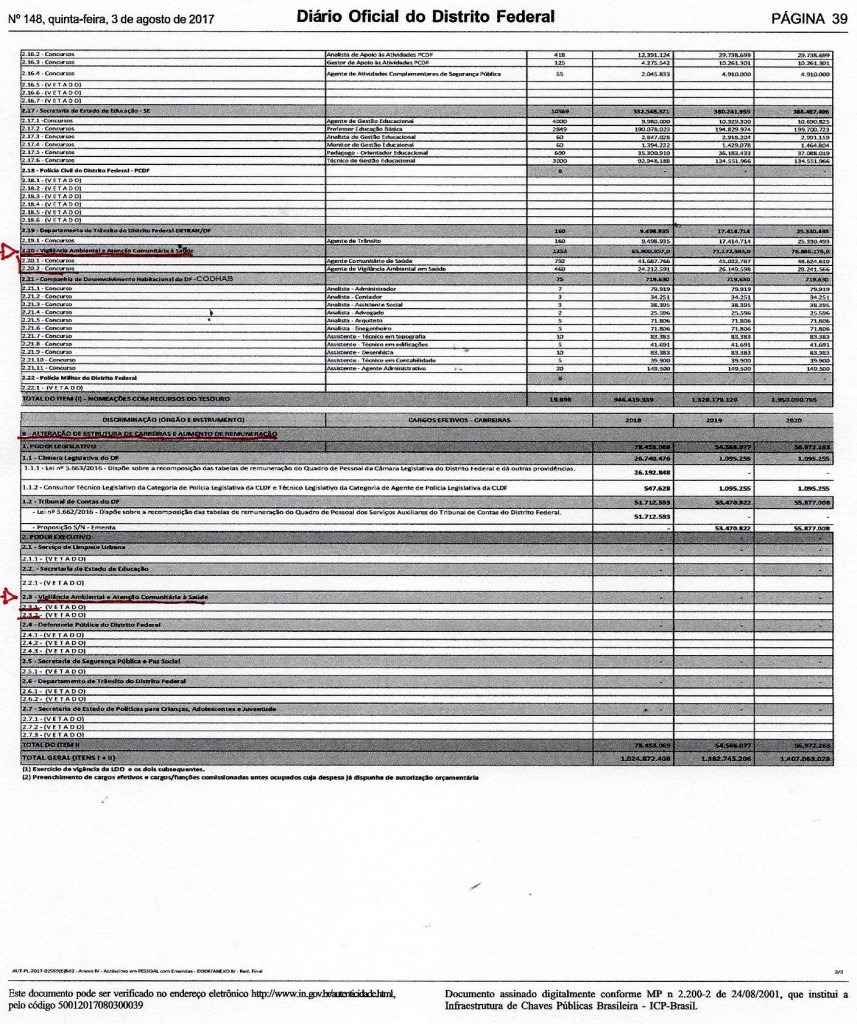 Nº 148, quinta-feira, 3 de agosto de 2017 Diário Oficial do Distrito Federal PÁGINA 39
2.16.2 - Concursos Analista de Apoio às Atividades PCDF 418 12.391.124 29.738.699 29.738.699
2.16.3 - Concursos Gestor de Apoio às Atividades PCDF 125 4.275.542 10.261.301 10.261.301
2.16.4 - Concursos Agente de Atividades Complementares de Segurança Pública 55 2.045.833 4.910.000 4.910.000
2.16.5 - (VETADO)
2.16.6 - (VETADO)
2.16.7 - (VETADO)
2.17 - Secretaria de Estado de Educação - SE 10569 332.548.371 380.241.955 388.487.406
2.17.1 - Concursos Agente de Gestão Educacional 4000 9.980.000 10.329.300 10.690.825
2.17.2 - Concursos Professor Educação Básica 2849 190.078.023 194.829.974 199.700.723
2.17.3 - Concursos Analista de Gestão Educacional 60 2.847.028 2.918.204 2.991.159
2.17.4 - Concursos Monitor de Gestão Educacional 60 1.394.222 1.429.078 1.464.804
2.17.5 - Concursos Pedagogo - Orientador Educacional 600 35.300.910 36.183.433 37.088.019
2.17.6 - Concursos Técnico de Gestão Educacional 3000 92.948.188 134.551.966 134.551.966
2.18 - Polícia Civil do Distrito Federal - PCDF
2.18.1 - (VETADO)
2.18.2 - (VETADO)
2.18.3 - (VETADO)
2.18.4 - (VETADO)
2.18.5 - (VETADO)
2.18.6 - (VETADO)
2.19 - Departamento de Trânsito do Distrito Federal-DETRAN/DF 160 9.498.935 17.414.714 25.330.493
2.19.1 - Concursos Agente de Trânsito 160 9.498.935 17.414.714 25.330.493
2.20 - Vigilância Ambiental e Atenção Comunitária à Saúde 1252
2.20.1 - Concursos Agente Comunitário de Saúde 792 41.687.766 45.022.787 48.624.610
2.20.2 - Concursos Agente de Vigilância Ambiental em Saúde 460 24.212.591 26.149.598 28.241.566
2.21 - Companhia de Desenvolvimento Habitacional do DF - CODHAB 75 719.630 719.630 719.630
2.21.1 - Concursos Analista - Administrador 7 79.919 79.919 79.919
2.21.2 - Concursos Analista - Contador 3 34.251 34.251 34.251
2.21.3 - Concursos Analista - Assistente Social 3 38.395 38.395 38.395
2.21.4 - Concursos Analista - Advogado 2 25.596 25.596 25.596
2.21.5 - Concursos Analista - Arquiteto 5 71.806 71.806 71.806
2.21.6 - Concursos Analista - Enegenheiro 5 71.806 71.806 71.806
2.21.7 - Concursos Assistente - Técnico em topografia 10 83.383 83.383 83.383
2.21.8 - Concursos Assistente - Técnico em edificações 5 41.691 41.691 41.691
2.21.9 - Concursos Assistente - Desenhista 10 83.383 83.383 83.383
2.21.10 - Concursos Assistente - Técnico em Contabilidade 5 39.900 39.900 39.900
2.21.11 - Concursos Assistente - Agente Administrativo 20 149.500 149.500 149.500
2.22 - Polícia Militar do Distrito Federal
2.22.1 - (VETADO)
TOTAL DO ITEM (I) - NOMEAÇÕES COM RECURSOS DO TESOURO 19.898 946.419.339 1.328.179.129 1.350.090.765
DISCRIMINAÇÃO (ÓRGÃO E INSTRUMENTO) CARGOS EFETIVOS - CARREIRAS 2018 2019 2020
II - ALTERAÇÃO DE ESTRUTURA DE CARREIRAS E AUMENTO DE REMUNERAÇÃO
1. PODER LEGISLATIVO 78.453.069 54.566.077 56.972.263
1.1 - Câmara Legislativa do DF 26.740.476 1.095.255 1.095.255
1.1.1 - Lei nº 5.663/2016 - Dispõe sobre a recomposição das tabelas de remuneração do Quadro de Pessoal da Câmara Legislativa do Distrito Federal e dá outras providências. 26.192.848 - -
1.1.2 - Consultor Técnico Legislativo da Categoria de Polícia Legislativa da CLDF e Técnico Legislativo da Categoria de Agente de Polícia Legislativa da CLDF 547.628 1.095.255 1.095.255
1.2 - Tribunal de Contas do DF 51.712.593 53.470.822 55.877.008
- Lei nº 5.662/2016 - Dispõe sobre a recomposição das tabelas de remuneração do Quadro de Pessoal dos Serviços Auxiliares do Tribunal de Contas do Distrito Federal. 51.712.593 - -
- Proposição S/N - Ementa - 53.470.822 55.877.008
2. PODER EXECUTIVO - - -
2.1 - Serviço de Limpeza Urbana - - -
2.1.1 - (VETADO)
2.2. - Secretaria de Estado de Educação - - -
2.2.1 - (VETADO)
2.3 - Vigilância Ambiental e Atenção Comunitária à Saúde - - -
2.3.1 - (VETADO)
2.3.2 - (VETADO)
2.4 - Defensoria Pública do Distrito Federal - - -
2.4.1 - (VETADO)
2.4.2 - (VETADO)
2.4.3 - (VETADO)
2.5 - Secretaria de Segurança Pública e Paz Social - - -
2.5.1 - (VETADO)
2.6 - Departamento de Trânsito do Distrito Federal - - -
2.6.1 - (VETADO)
2.6.2 - (VETADO)
2.7 - Secretaria de Estado de Políticas para Crianças, Adolescentes e Juventude - - -
2.7.1 - (VETADO)
2.7.2 - (VETADO)
2.7.3 - (VETADO)
TOTAL DO ITEM II 78.453.069 54.566.077 56.972.263
TOTAL GERAL (ITENS I + II) 1.024.872.408 1.382.745.206 1.407.063.028
(1) Exercício de vigência da LDO e os dois subsequentes.
(2) Preenchimento de cargos efetivos e cargos/funções comissionadas antes ocupados cuja despesa já dispunha de autorização orçamentária
Anexo IV - Acréscimo em PESSOAL com Emendas - DODF/ANEXO IV - Red. Final 2/2
Este documento pode ser verificado no endereço eletrônico http://www.in.gov.br/autenticidade.html, Documento assinado digitalmente conforme MP n 2.200-2 de 24/08/2001, que institui a
pelo código 50012017080300039 Infraestrutura de Chaves Públicas Brasileira - ICP-Brasil.